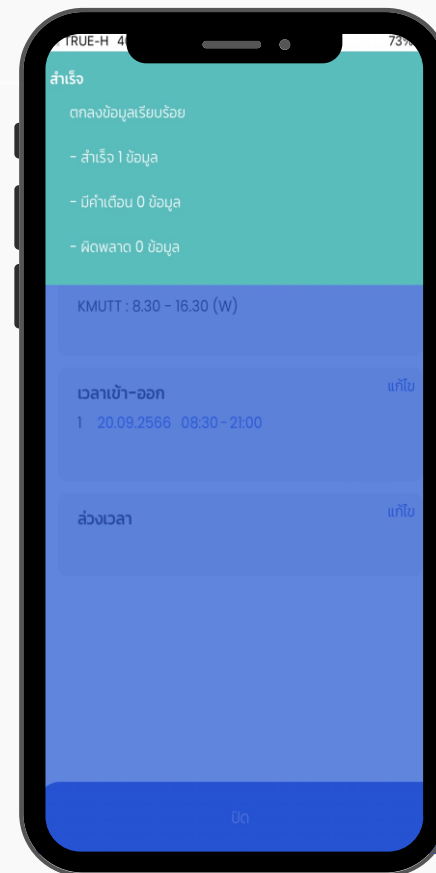 TRUE-H 4 73%
สำเร็จ
ตกลงข้อมูลเรียบร้อย
- สำเร็จ 1 ข้อมูล
- มีคำเตือน 0 ข้อมูล
- ผิดพลาด 0 ข้อมูล
KMUTT : 8.30 - 16.30 (W)
เวลาเข้า-ออก แก้ไข
1 20.09.2566 08:30 - 21:00
ล่วงเวลา แก้ไข
ปิด